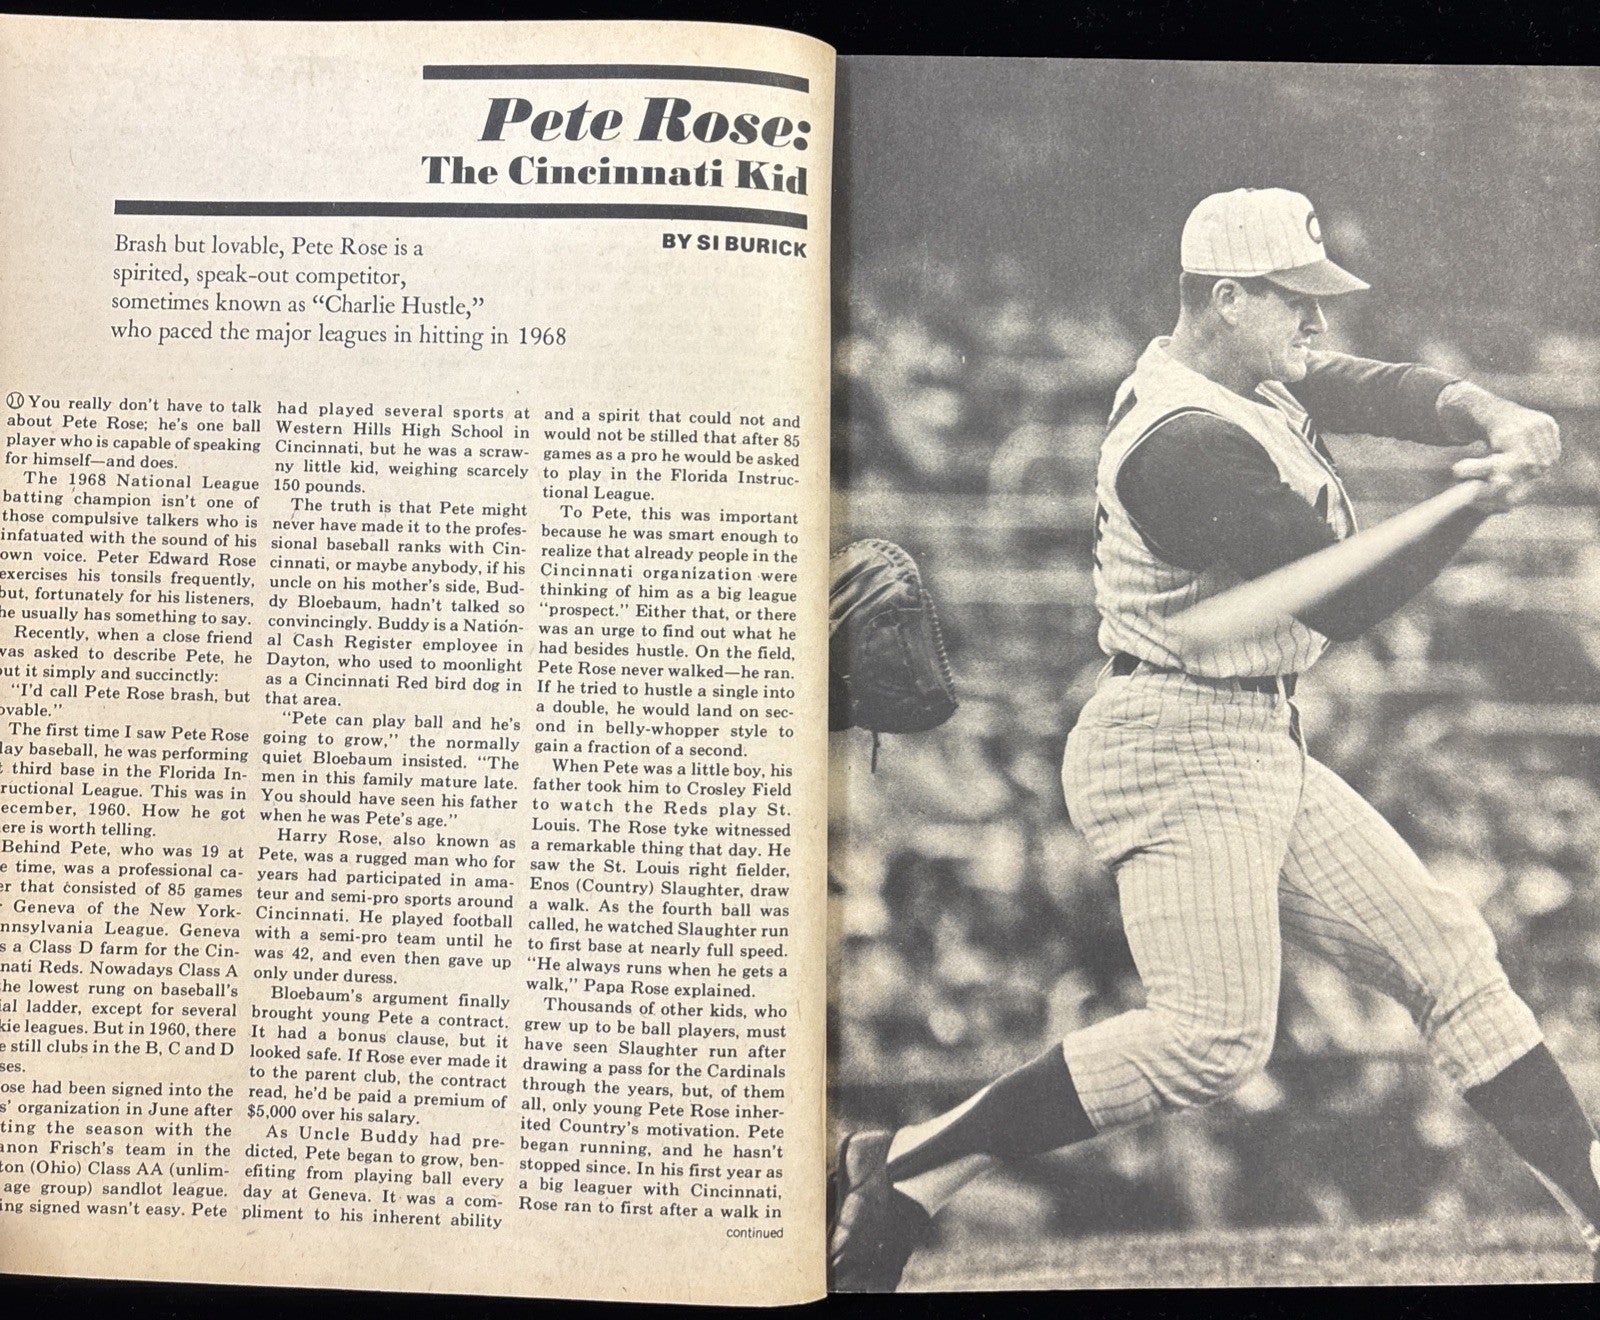 Pete Rose:
The Cincinnati Kid
BY SI BURICK
Brash but lovable, Pete Rose is a
spirited, speak-out competitor,
sometimes known as “Charlie Hustle,”
who paced the major leagues in hitting in 1968
You really don't have to talk
about Pete Rose; he's one ball
player who is capable of speaking
for himself—and does.
The 1968 National League
batting champion isn't one of
those compulsive talkers who is
infatuated with the sound of his
own voice. Peter Edward Rose
exercises his tonsils frequently,
but, fortunately for his listeners,
he usually has something to say.
Recently, when a close friend
was asked to describe Pete, he
put it simply and succinctly:
“I'd call Pete Rose brash, but
lovable.”
The first time I saw Pete Rose
play baseball, he was performing
at third base in the Florida In-
structional League. This was in
December, 1960. How he got
there is worth telling.
Behind Pete, who was 19 at
the time, was a professional ca-
er that consisted of 85 games
Geneva of the New York-
nnsylvania League. Geneva
s a Class D farm for the Cin-
nati Reds. Nowadays Class A
he lowest rung on baseball's
ial ladder, except for several
kie leagues. But in 1960, there
e still clubs in the B, C and D
ses.
ose had been signed into the
s' organization in June after
ting the season with the
anon Frisch's team in the
ton (Ohio) Class AA (unlim-
age group) sandlot league.
ing signed wasn't easy. Pete
had played several sports at
Western Hills High School in
Cincinnati, but he was a scraw-
ny little kid, weighing scarcely
150 pounds.
The truth is that Pete might
never have made it to the profes-
sional baseball ranks with Cin-
cinnati, or maybe anybody, if his
uncle on his mother's side, Bud-
dy Bloebaum, hadn't talked so
convincingly. Buddy is a Nation-
al Cash Register employee in
Dayton, who used to moonlight
as a Cincinnati Red bird dog in
that area.
“Pete can play ball and he's
going to grow,” the normally
quiet Bloebaum insisted. “The
men in this family mature late.
You should have seen his father
when he was Pete's age.”
Harry Rose, also known as
Pete, was a rugged man who for
years had participated in ama-
teur and semi-pro sports around
Cincinnati. He played football
with a semi-pro team until he
was 42, and even then gave up
only under duress.
Bloebaum's argument finally
brought young Pete a contract.
It had a bonus clause, but it
looked safe. If Rose ever made it
to the parent club, the contract
read, he'd be paid a premium of
$5,000 over his salary.
As Uncle Buddy had pre-
dicted, Pete began to grow, ben-
efiting from playing ball every
day at Geneva. It was a com-
pliment to his inherent ability
and a spirit that could not and
would not be stilled that after 85
games as a pro he would be asked
to play in the Florida Instruc-
tional League.
To Pete, this was important
because he was smart enough to
realize that already people in the
Cincinnati organization were
thinking of him as a big league
“prospect.” Either that, or there
was an urge to find out what he
had besides hustle. On the field,
Pete Rose never walked—he ran.
If he tried to hustle a single into
a double, he would land on sec-
ond in belly-whopper style to
gain a fraction of a second.
When Pete was a little boy, his
father took him to Crosley Field
to watch the Reds play St.
Louis. The Rose tyke witnessed
a remarkable thing that day. He
saw the St. Louis right fielder,
Enos (Country) Slaughter, draw
a walk. As the fourth ball was
called, he watched Slaughter run
to first base at nearly full speed.
“He always runs when he gets a
walk,” Papa Rose explained.
Thousands of other kids, who
grew up to be ball players, must
have seen Slaughter run after
drawing a pass for the Cardinals
through the years, but, of them
all, only young Pete Rose inher-
ited Country's motivation. Pete
began running, and he hasn't
stopped since. In his first year as
a big leaguer with Cincinnati,
Rose ran to first after a walk in
continued